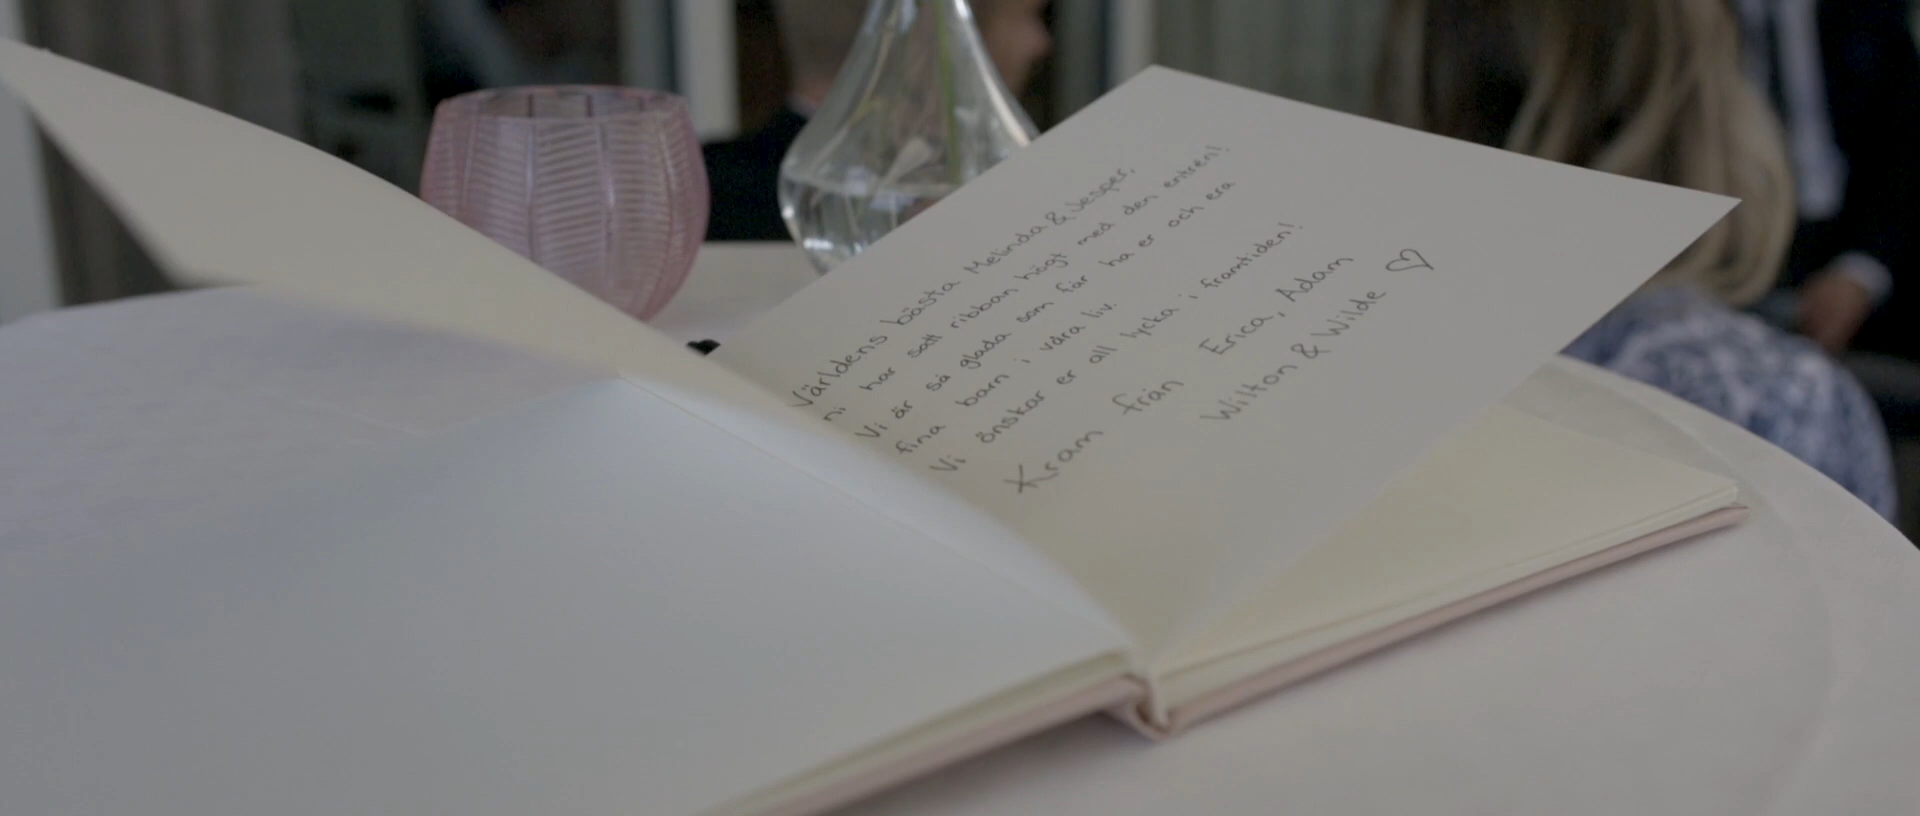 Världens bästa Melinda & Jesper,
ni har satt ribban högt med den entrén!
Vi är så glada som får ha er och era
fina barn i våra liv.
Vi önskar er all lycka i framtiden!
Kram från Erica, Adam
Wilton & Wilde ♡